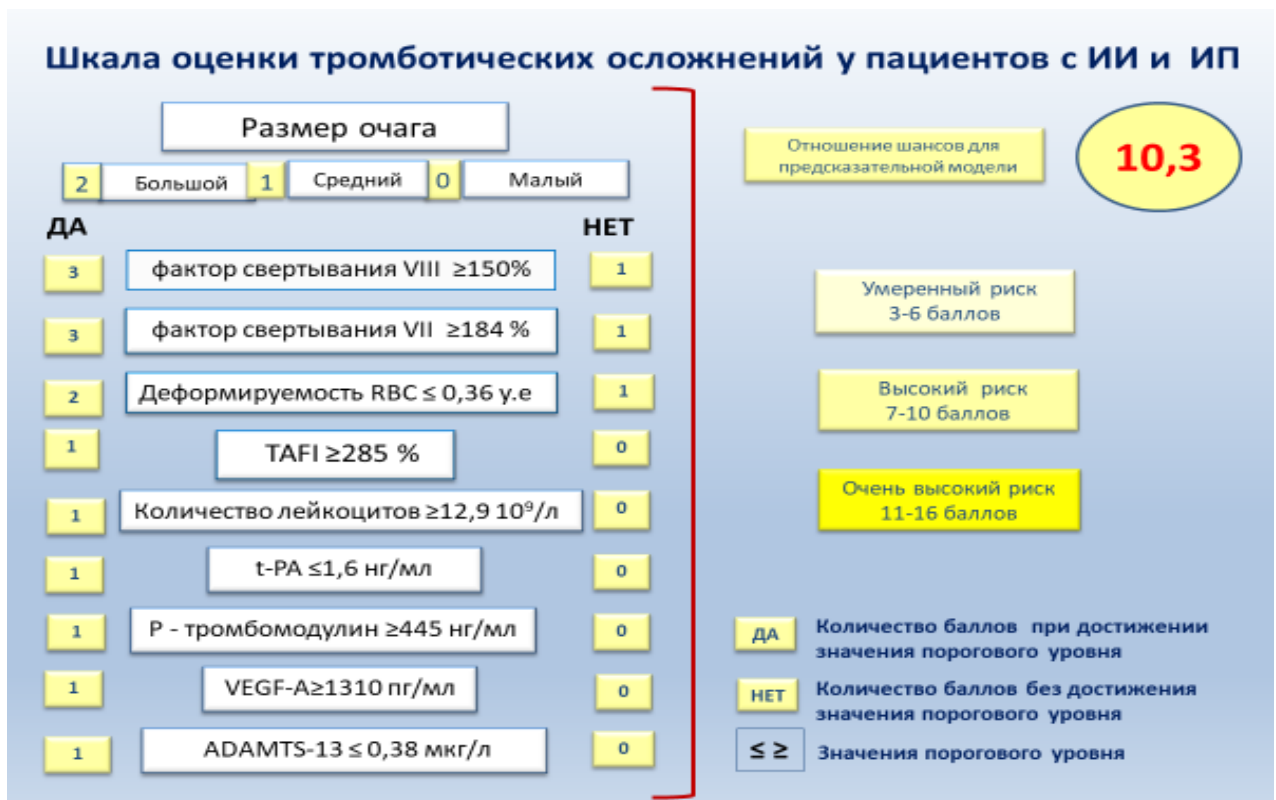 Шкала оценки тромботических осложнений у пациентов с ИИ и ИП
Размер очага
2 Большой 1 Средний 0 Малый
ДА НЕТ
3 фактор свертывания VIII ≥150% 1
3 фактор свертывания VII ≥184 % 1
2 Деформируемость RBC ≤ 0,36 у.е 1
1 TAFI ≥285 % 0
1 Количество лейкоцитов ≥12,9 10⁹/л 0
1 t-PA ≤1,6 нг/мл 0
1 Р - тромбомодулин ≥445 нг/мл 0
1 VEGF-A≥1310 пг/мл 0
1 ADAMTS-13 ≤ 0,38 мкг/л 0
Отношение шансов для
предсказательной модели
10,3
Умеренный риск
3-6 баллов
Высокий риск
7-10 баллов
Очень высокий риск
11-16 баллов
ДА Количество баллов при достижении
значения порогового уровня
НЕТ Количество баллов без достижения
значения порогового уровня
≤ ≥ Значения порогового уровня